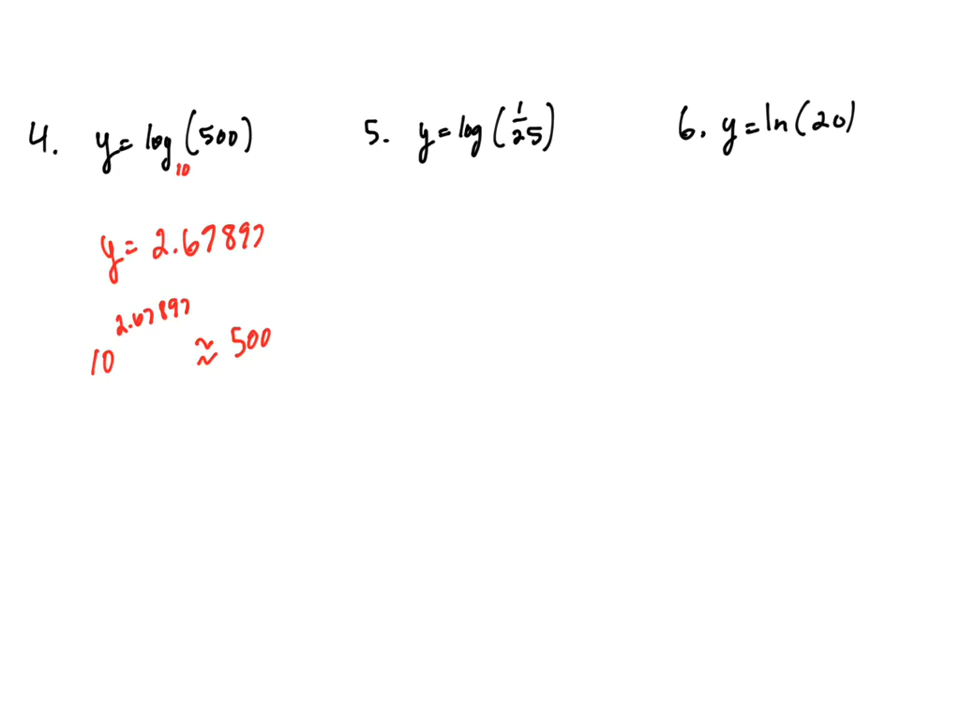 4. y = log₁₀(500)
5. y = log(1/25)
6. y = ln(20)
y = 2.67897
10^2.67897 ≈ 500